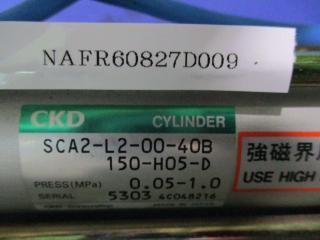 NAFR60827D009
CKD CYLINDER
SCA2-L2-00-40B
150-H05-D
PRESS(MPa) 0.05-1.0
SERIAL 5303 4C048216
強磁界
USE HIGH